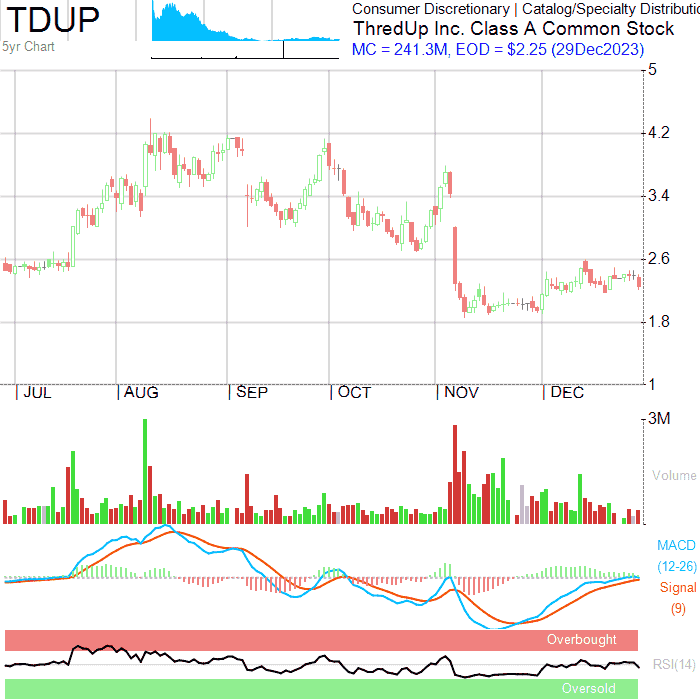 TDUP
5yr Chart
Consumer Discretionary | Catalog/Specialty Distributio
ThredUp Inc. Class A Common Stock
MC = 241.3M, EOD = $2.25 (29Dec2023)
5
4.2
3.4
2.6
1.8
1
JUL AUG SEP OCT NOV DEC
3M
Volume
MACD
(12-26)
Signal
(9)
Overbought
RSI(14)
Oversold